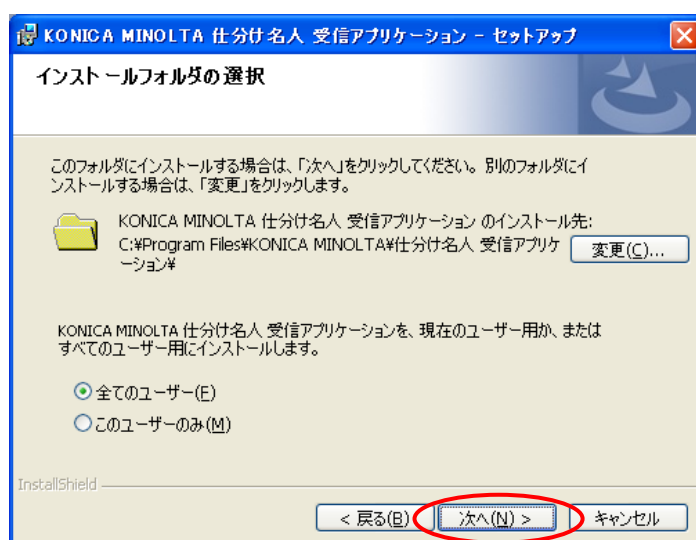 KONICA MINOLTA 仕分け名人 受信アプリケーション - セットアップ
インストールフォルダの選択
このフォルダにインストールする場合は、「次へ」をクリックしてください。別のフォルダにイ
ンストールする場合は、「変更」をクリックします。
KONICA MINOLTA 仕分け名人 受信アプリケーション のインストール先:
C:¥Program Files¥KONICA MINOLTA¥仕分け名人 受信アプリケ
ーション¥
変更(C)...
KONICA MINOLTA 仕分け名人 受信アプリケーションを、現在のユーザー用か、または
すべてのユーザー用にインストールします。
全てのユーザー(E)
このユーザーのみ(M)
InstallShield
< 戻る(B)
次へ(N) >
キャンセル